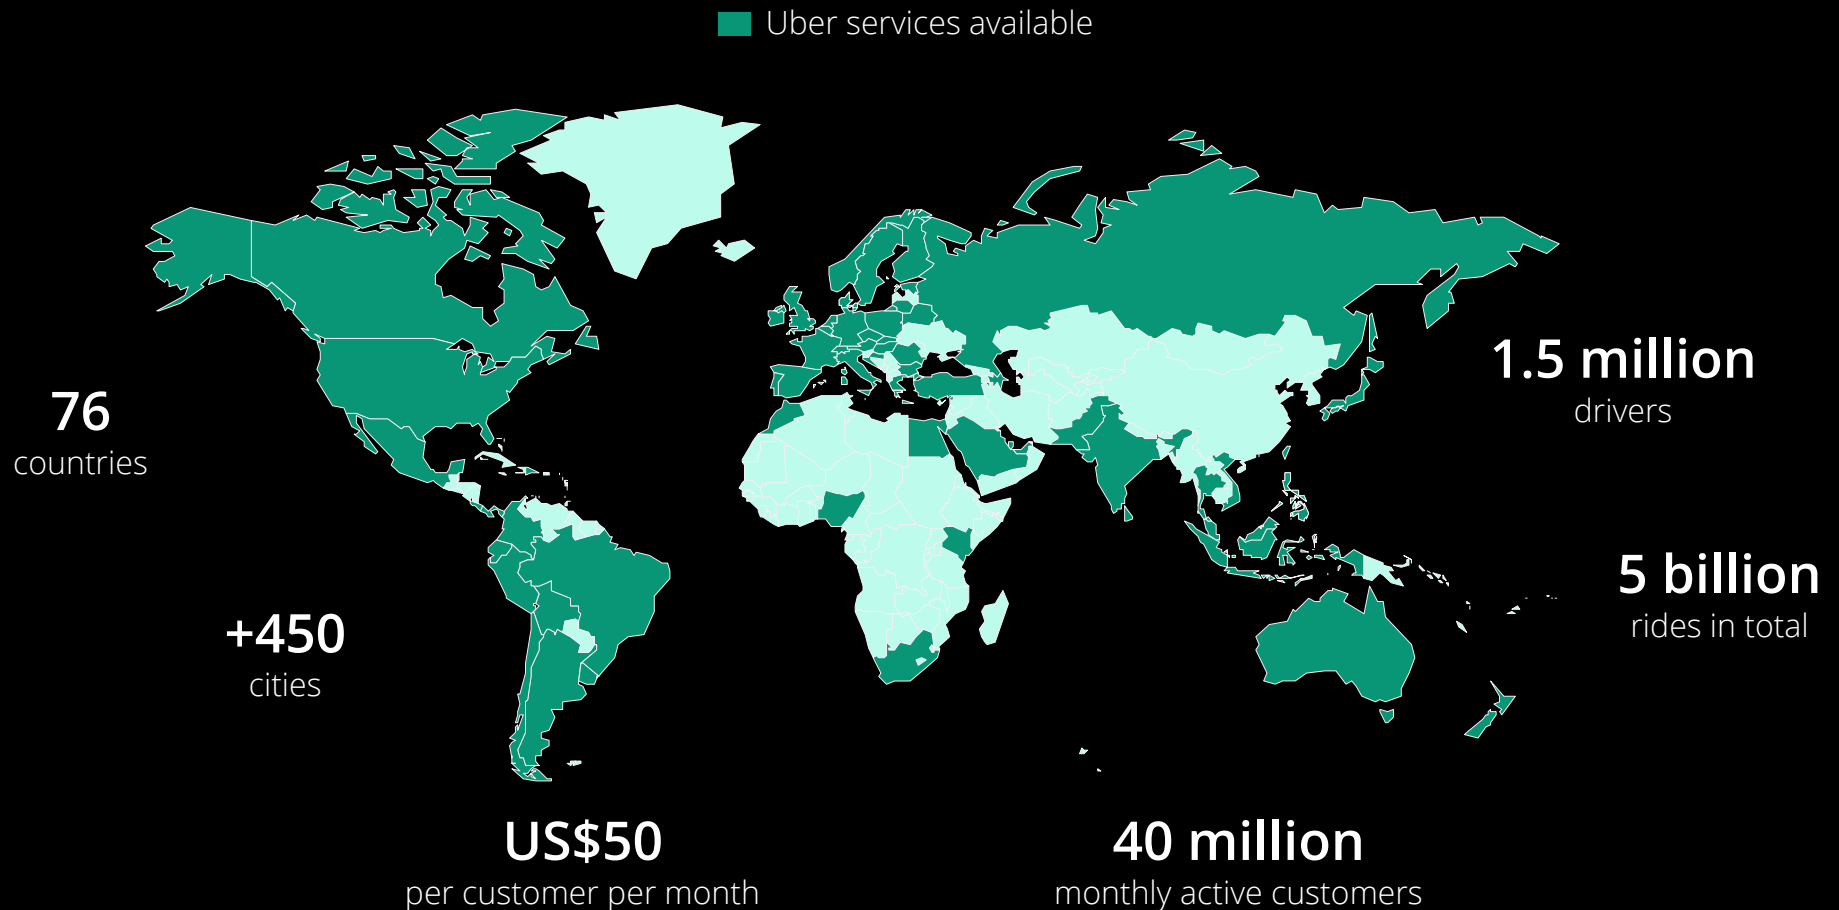 Uber services available
1.5 million
drivers
76
countries
5 billion
rides in total
+450
cities
US$50
per customer per month
40 million
monthly active customers